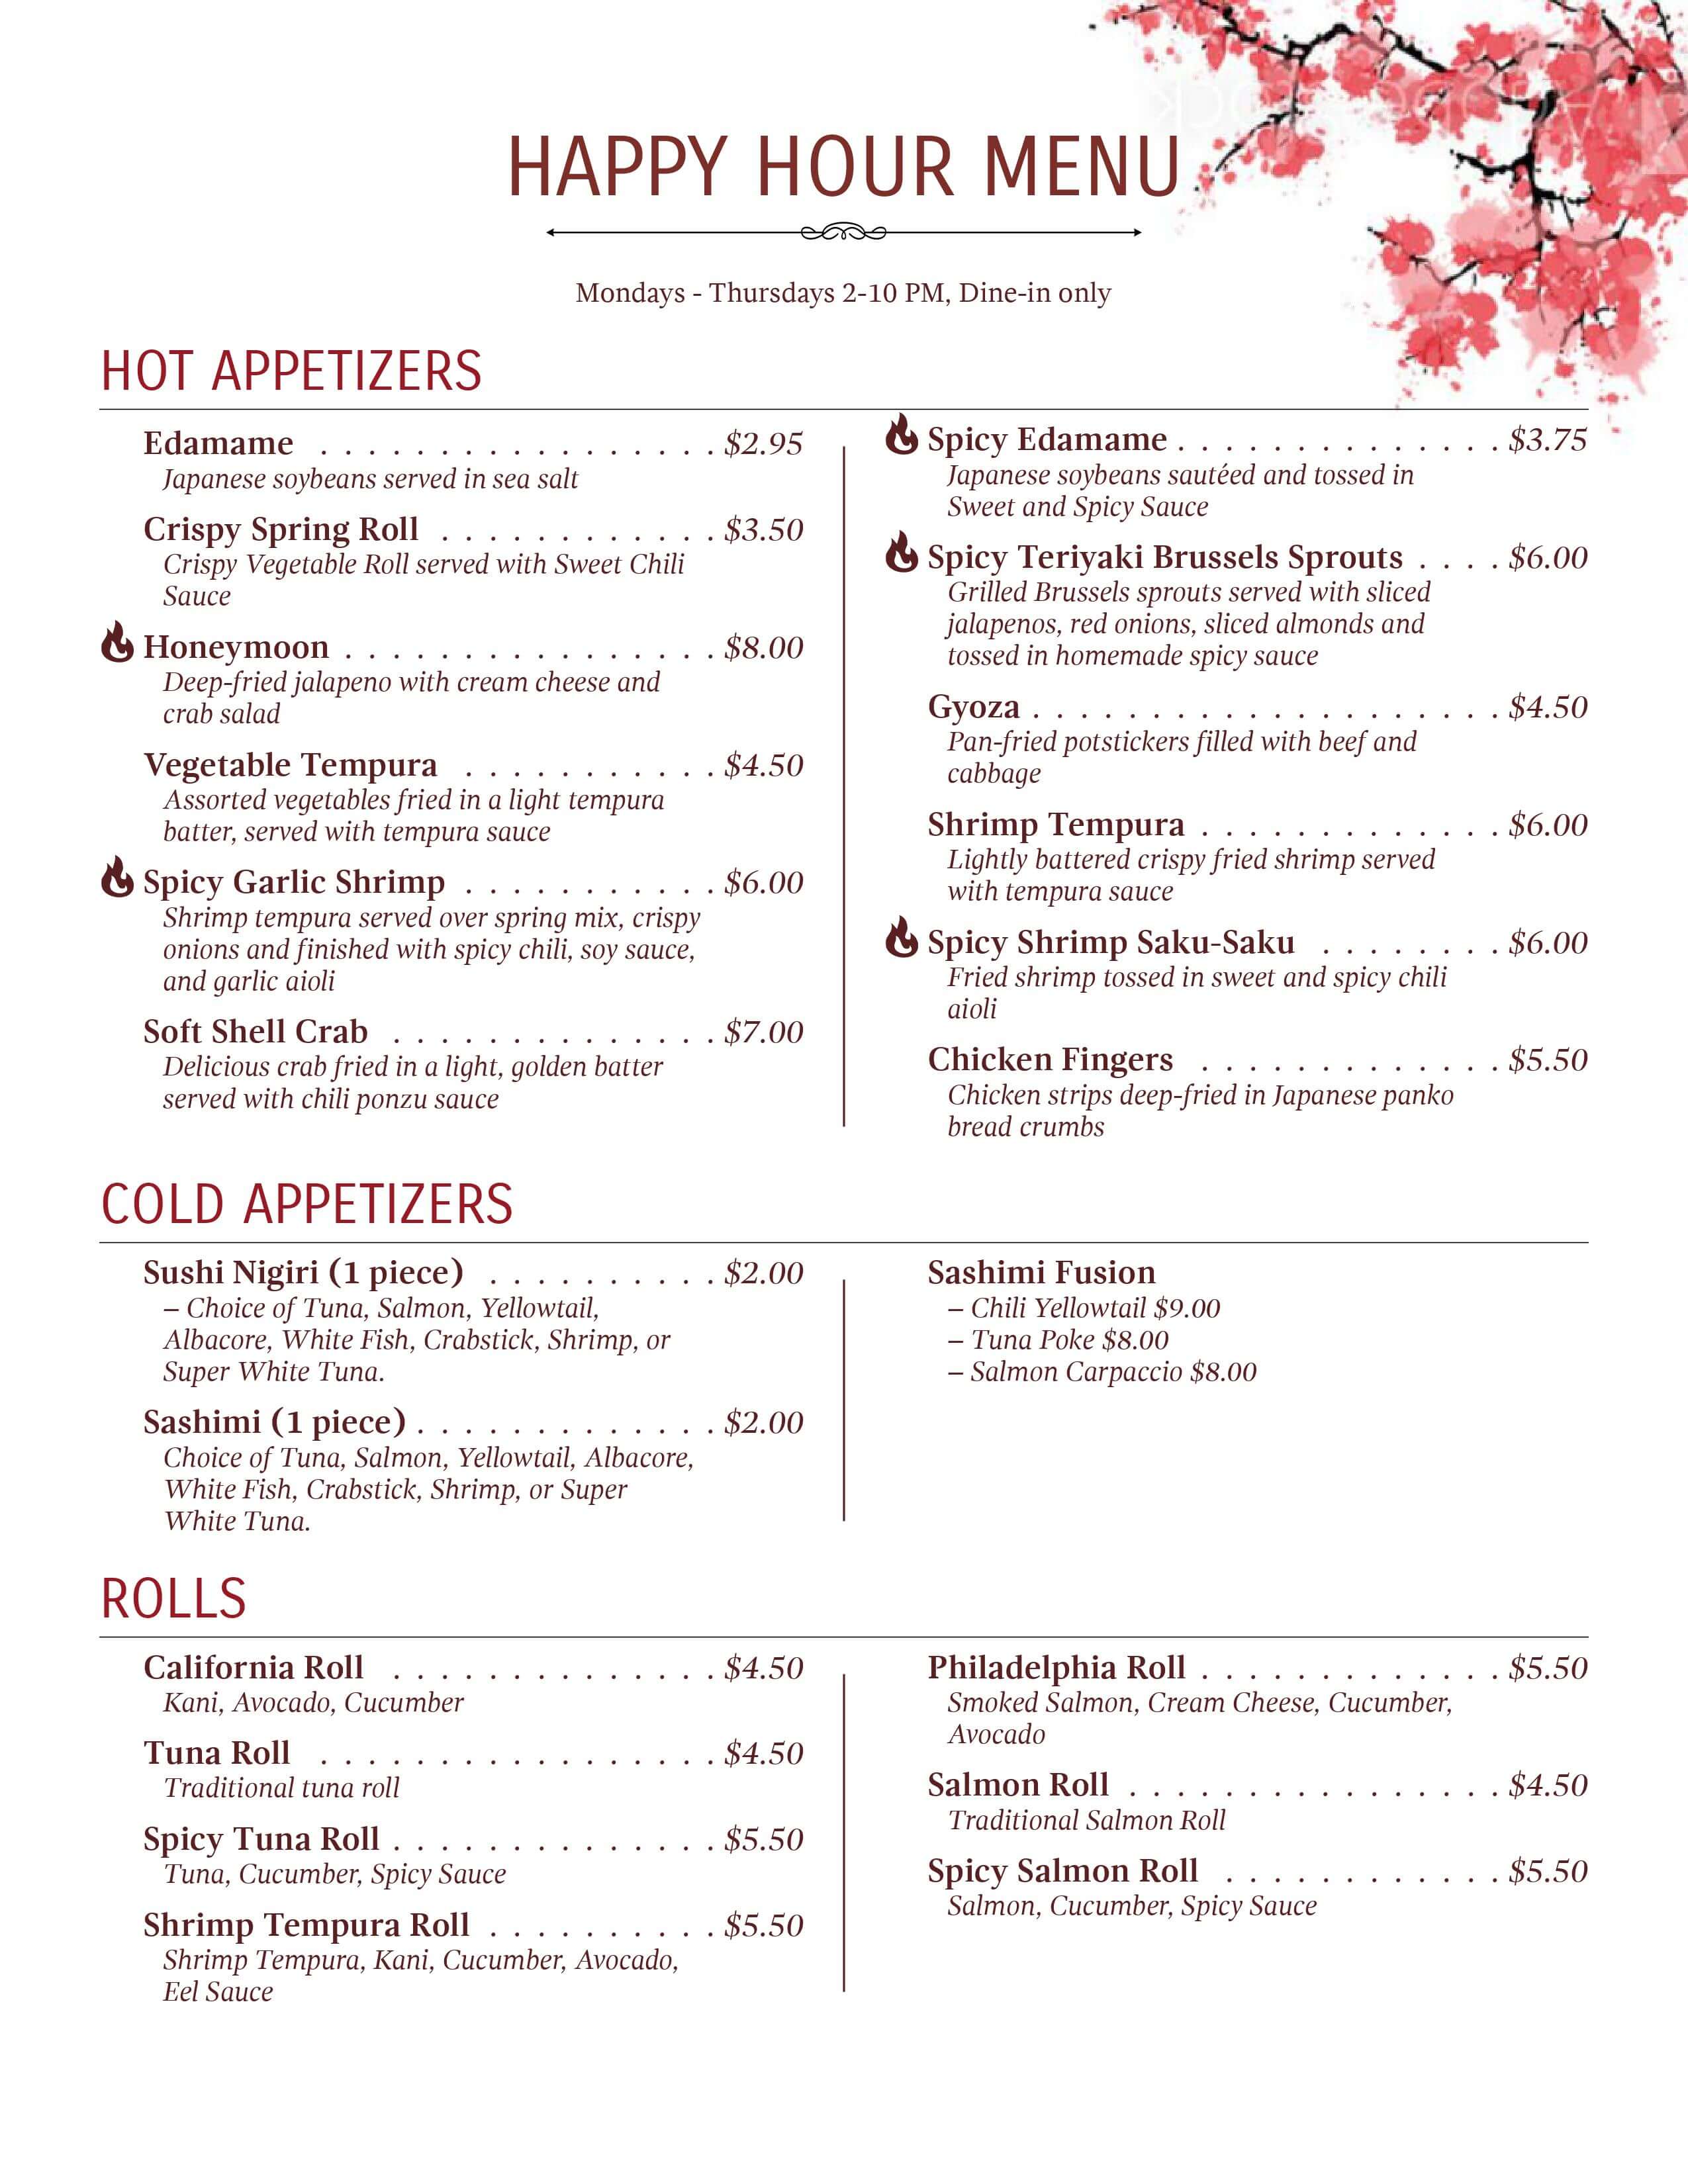 HAPPY HOUR MENU
Mondays - Thursdays 2-10 PM, Dine-in only
HOT APPETIZERS
Edamame . . . . . . . . . . . . . . . . . $2.95
Japanese soybeans served in sea salt
Crispy Spring Roll . . . . . . . . . . . . $3.50
Crispy Vegetable Roll served with Sweet Chili
Sauce
Honeymoon . . . . . . . . . . . . . . . . $8.00
Deep-fried jalapeno with cream cheese and
crab salad
Vegetable Tempura . . . . . . . . . . . $4.50
Assorted vegetables fried in a light tempura
batter, served with tempura sauce
Spicy Garlic Shrimp . . . . . . . . . . . $6.00
Shrimp tempura served over spring mix, crispy
onions and finished with spicy chili, soy sauce,
and garlic aioli
Soft Shell Crab . . . . . . . . . . . . . . $7.00
Delicious crab fried in a light, golden batter
served with chili ponzu sauce
Spicy Edamame . . . . . . . . . . . . . . $3.75
Japanese soybeans sautéed and tossed in
Sweet and Spicy Sauce
Spicy Teriyaki Brussels Sprouts . . . . $6.00
Grilled Brussels sprouts served with sliced
jalapenos, red onions, sliced almonds and
tossed in homemade spicy sauce
Gyoza . . . . . . . . . . . . . . . . . . . . $4.50
Pan-fried potstickers filled with beef and
cabbage
Shrimp Tempura . . . . . . . . . . . . . $6.00
Lightly battered crispy fried shrimp served
with tempura sauce
Spicy Shrimp Saku-Saku . . . . . . . . $6.00
Fried shrimp tossed in sweet and spicy chili
aioli
Chicken Fingers . . . . . . . . . . . . . $5.50
Chicken strips deep-fried in Japanese panko
bread crumbs
COLD APPETIZERS
Sushi Nigiri (1 piece) . . . . . . . . . . $2.00
– Choice of Tuna, Salmon, Yellowtail,
Albacore, White Fish, Crabstick, Shrimp, or
Super White Tuna.
Sashimi (1 piece) . . . . . . . . . . . . . $2.00
Choice of Tuna, Salmon, Yellowtail, Albacore,
White Fish, Crabstick, Shrimp, or Super
White Tuna.
Sashimi Fusion
– Chili Yellowtail $9.00
– Tuna Poke $8.00
– Salmon Carpaccio $8.00
ROLLS
California Roll . . . . . . . . . . . . . . $4.50
Kani, Avocado, Cucumber
Tuna Roll . . . . . . . . . . . . . . . . . $4.50
Traditional tuna roll
Spicy Tuna Roll . . . . . . . . . . . . . . $5.50
Tuna, Cucumber, Spicy Sauce
Shrimp Tempura Roll . . . . . . . . . . $5.50
Shrimp Tempura, Kani, Cucumber, Avocado,
Eel Sauce
Philadelphia Roll . . . . . . . . . . . . . $5.50
Smoked Salmon, Cream Cheese, Cucumber,
Avocado
Salmon Roll . . . . . . . . . . . . . . . . $4.50
Traditional Salmon Roll
Spicy Salmon Roll . . . . . . . . . . . . $5.50
Salmon, Cucumber, Spicy Sauce